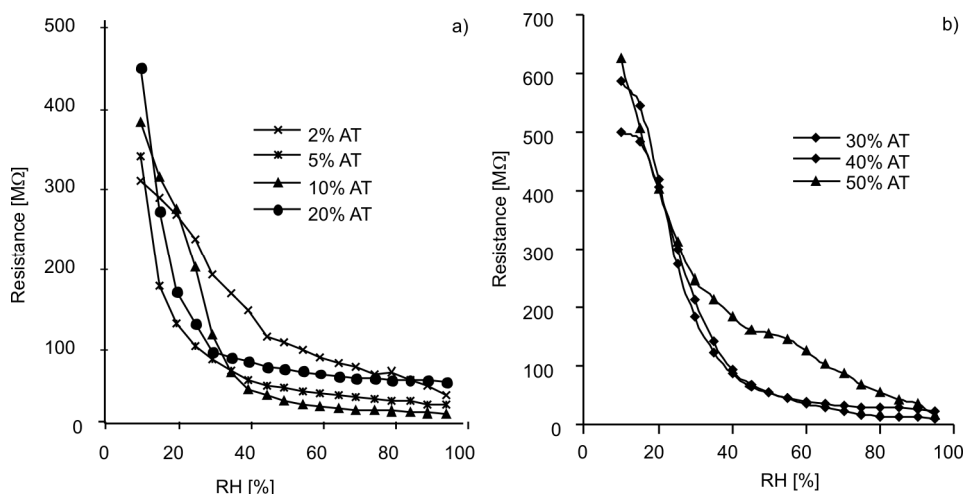 a)
500
400
300
200
100
0
Resistance [MΩ]
2% AT
5% AT
10% AT
20% AT
0 20 40 60 80 100
RH [%]
b)
700
600
500
400
300
200
100
0
Resistance [MΩ]
30% AT
40% AT
50% AT
0 20 40 60 80 100
RH [%]